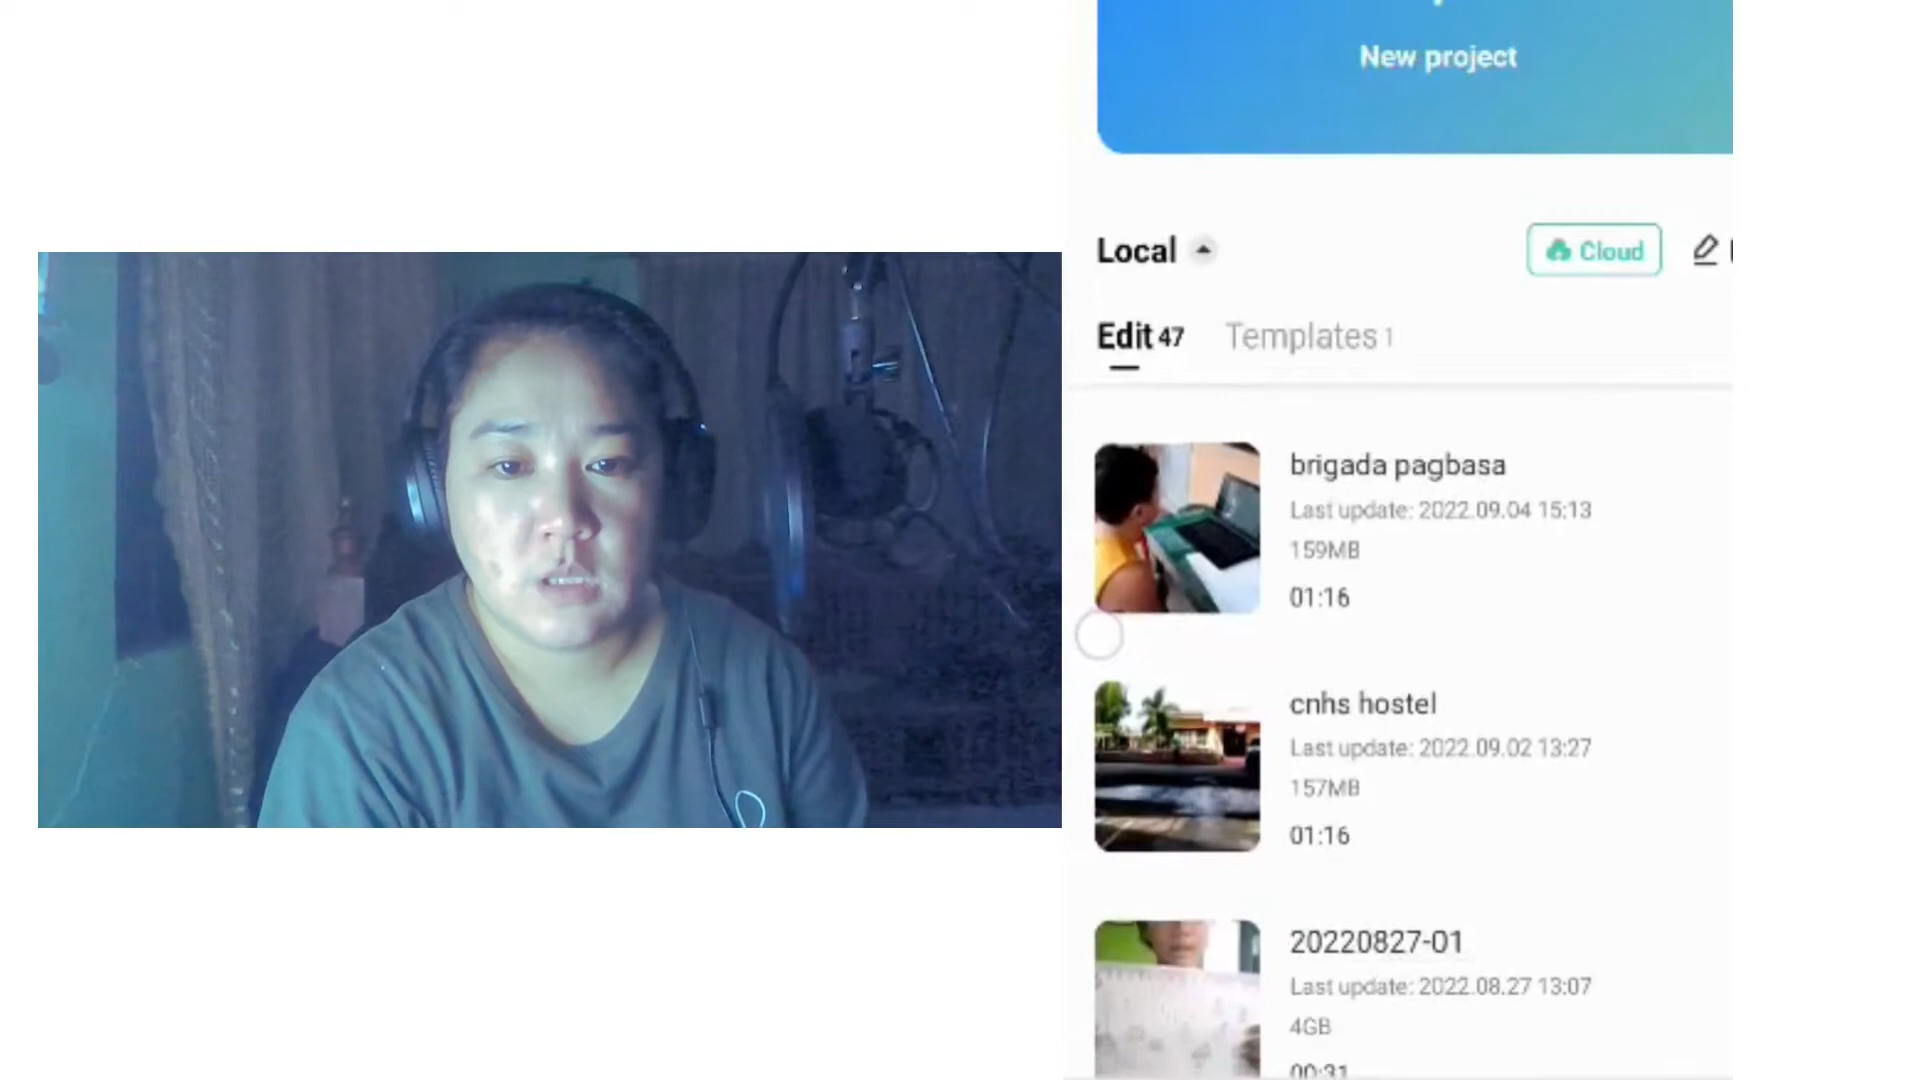 New project
Local
Cloud
Edit 47
Templates 1
brigada pagbasa
Last update: 2022.09.04 15:13
159MB
01:16
cnhs hostel
Last update: 2022.09.02 13:27
157MB
01:16
20220827-01
Last update: 2022.08.27 13:07
4GB
00:31